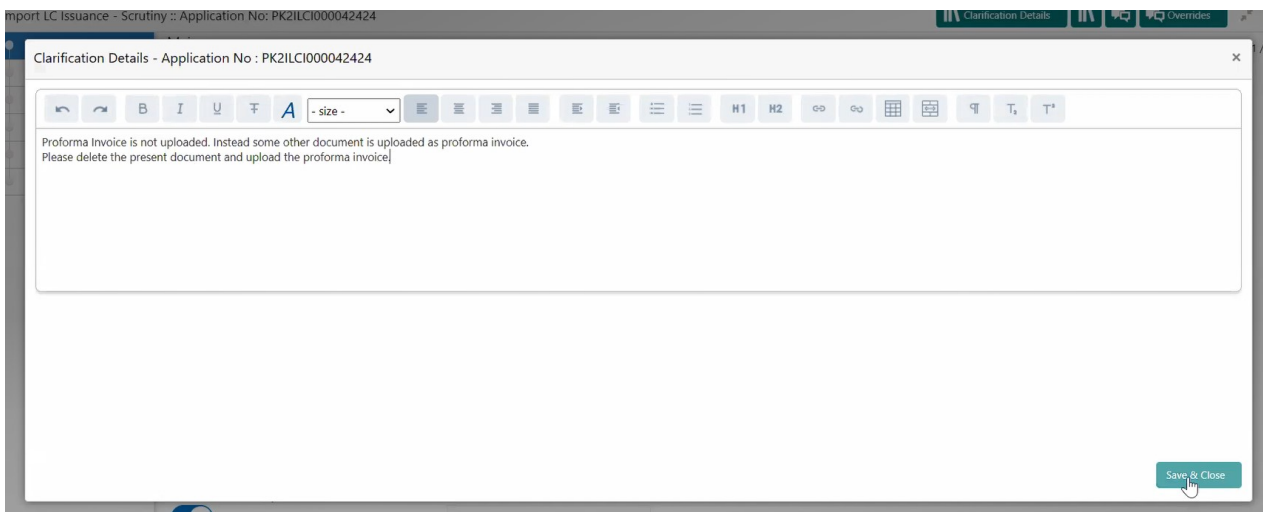 mport LC Issuance - Scrutiny :: Application No: PK2ILCI000042424
Clarification Details
Overrides
Clarification Details - Application No : PK2ILCI000042424
×
B I U T A - size - H1 H2 ¶ Tₛ Tˢ
Proforma Invoice is not uploaded. Instead some other document is uploaded as proforma invoice.
Please delete the present document and upload the proforma invoice.
Save & Close